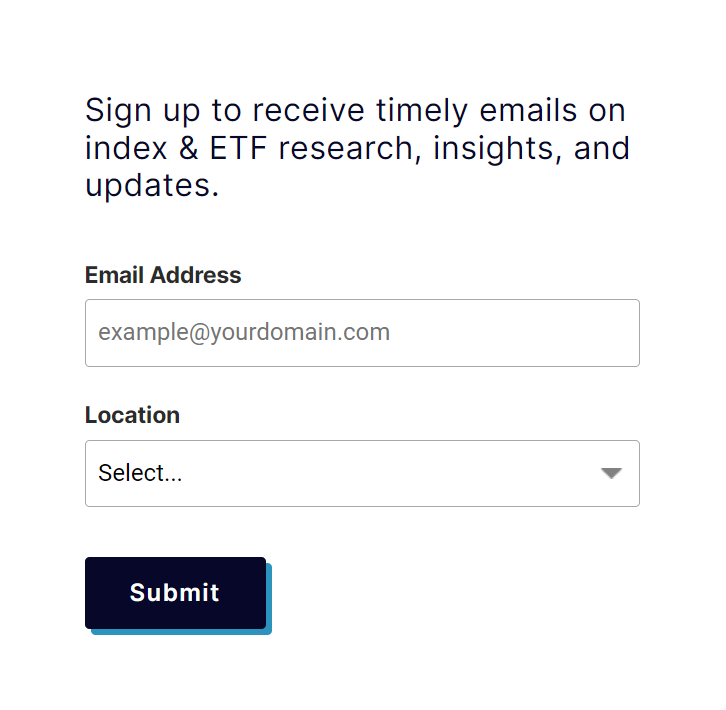 Sign up to receive timely emails on
index & ETF research, insights, and
updates.
Email Address
example@yourdomain.com
Location
Select...
Submit